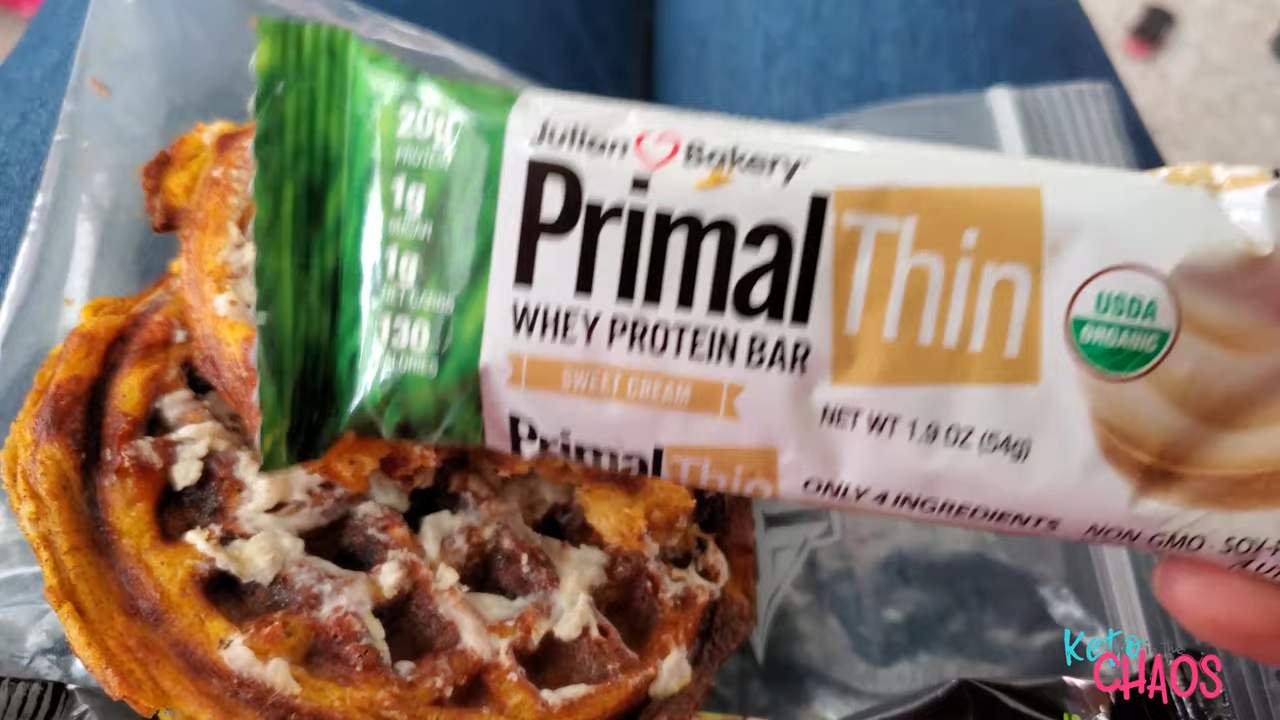 20g
PROTEIN
1g
SUGAR
1g
NET CARBS
130
CALORIES
Julian Bakery
Primal Thin
WHEY PROTEIN BAR
SWEET CREAM
USDA
ORGANIC
NET WT 1.9 OZ (54g)
Primal Thin
ONLY 4 INGREDIENTS NON-GMO
Keto
CHAOS